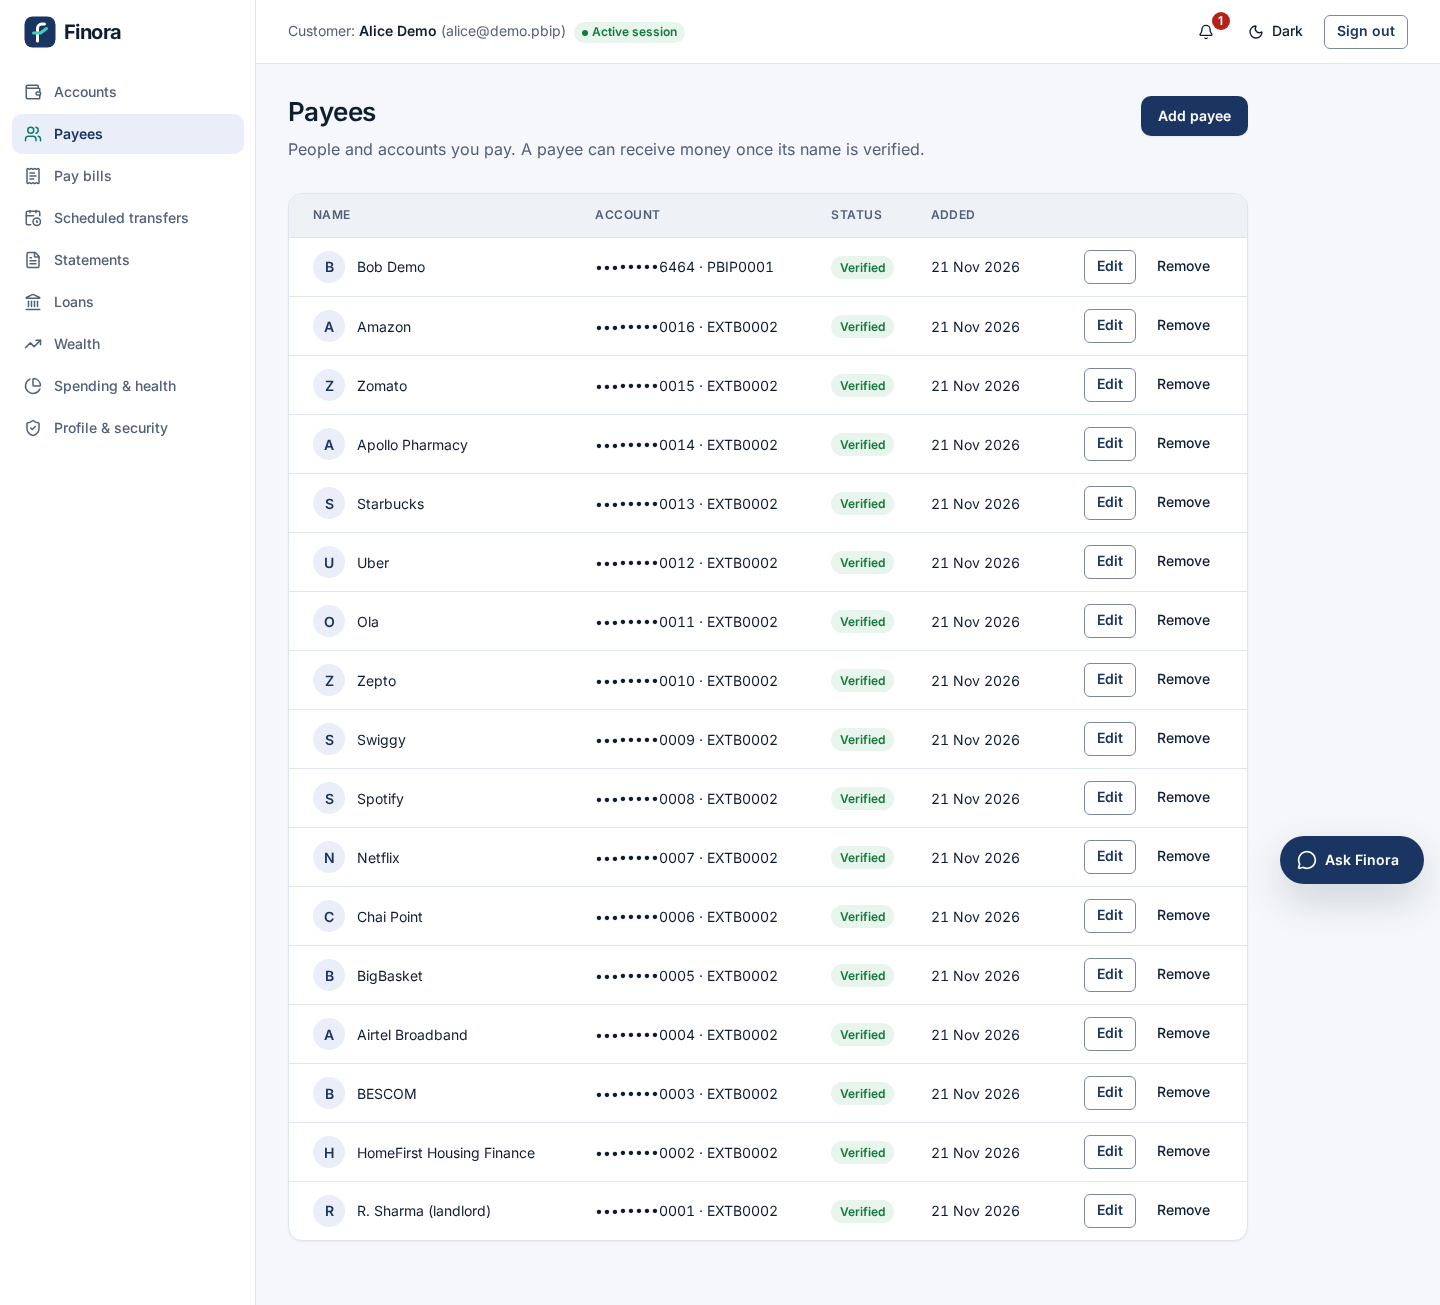 Finora
Customer: Alice Demo (alice@demo.pbip) Active session
1
Dark
Sign out
Accounts
Payees
Pay bills
Scheduled transfers
Statements
Loans
Wealth
Spending & health
Profile & security
Payees
Add payee
People and accounts you pay. A payee can receive money once its name is verified.
NAME ACCOUNT STATUS ADDED
B Bob Demo ••••••••6464 · PBIP0001 Verified 21 Nov 2026 Edit Remove
A Amazon ••••••••0016 · EXTB0002 Verified 21 Nov 2026 Edit Remove
Z Zomato ••••••••0015 · EXTB0002 Verified 21 Nov 2026 Edit Remove
A Apollo Pharmacy ••••••••0014 · EXTB0002 Verified 21 Nov 2026 Edit Remove
S Starbucks ••••••••0013 · EXTB0002 Verified 21 Nov 2026 Edit Remove
U Uber ••••••••0012 · EXTB0002 Verified 21 Nov 2026 Edit Remove
O Ola ••••••••0011 · EXTB0002 Verified 21 Nov 2026 Edit Remove
Z Zepto ••••••••0010 · EXTB0002 Verified 21 Nov 2026 Edit Remove
S Swiggy ••••••••0009 · EXTB0002 Verified 21 Nov 2026 Edit Remove
S Spotify ••••••••0008 · EXTB0002 Verified 21 Nov 2026 Edit Remove
N Netflix ••••••••0007 · EXTB0002 Verified 21 Nov 2026 Edit Remove
C Chai Point ••••••••0006 · EXTB0002 Verified 21 Nov 2026 Edit Remove
B BigBasket ••••••••0005 · EXTB0002 Verified 21 Nov 2026 Edit Remove
A Airtel Broadband ••••••••0004 · EXTB0002 Verified 21 Nov 2026 Edit Remove
B BESCOM ••••••••0003 · EXTB0002 Verified 21 Nov 2026 Edit Remove
H HomeFirst Housing Finance ••••••••0002 · EXTB0002 Verified 21 Nov 2026 Edit Remove
R R. Sharma (landlord) ••••••••0001 · EXTB0002 Verified 21 Nov 2026 Edit Remove
Ask Finora